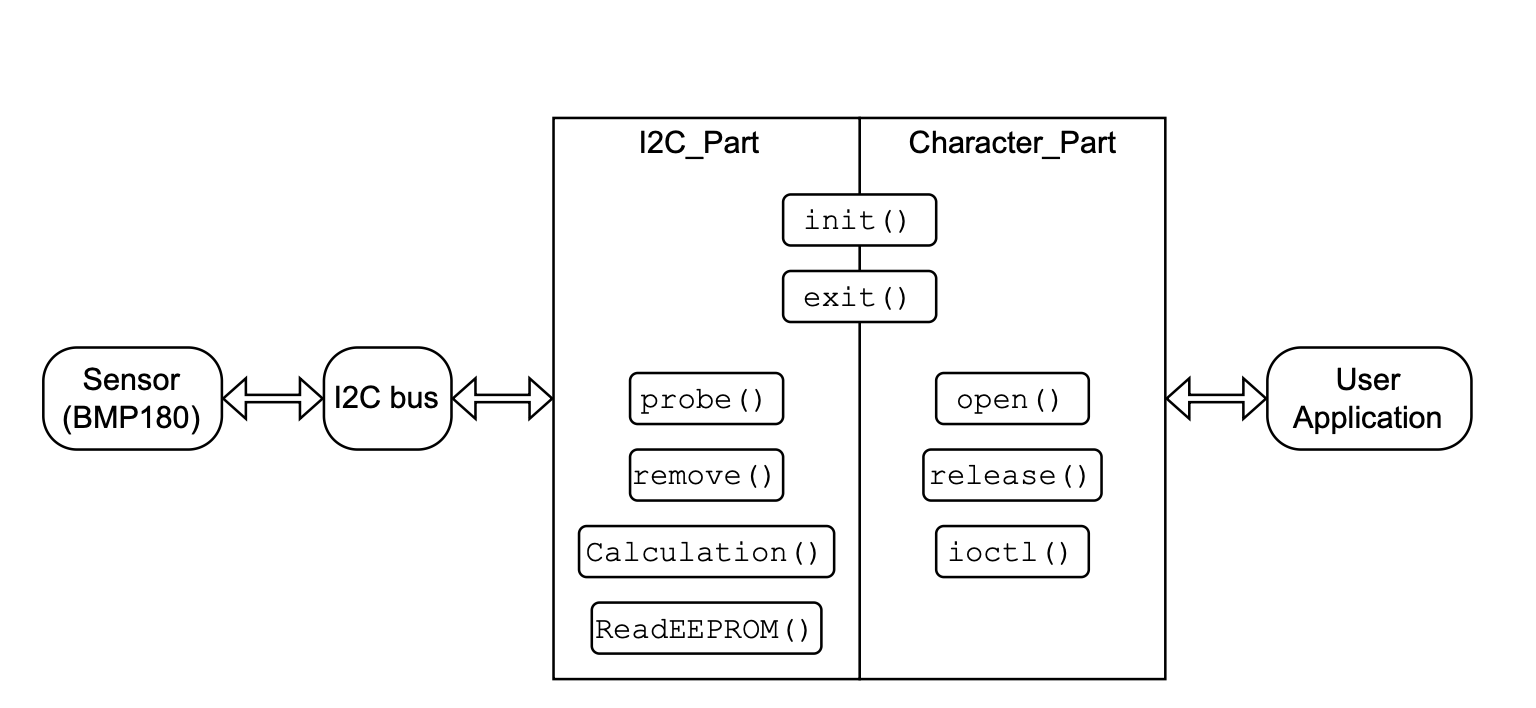 I2C_Part
Character_Part
init()
exit()
Sensor
(BMP180)
I2C bus
probe()
remove()
Calculation()
ReadEEPROM()
open()
release()
ioctl()
User
Application